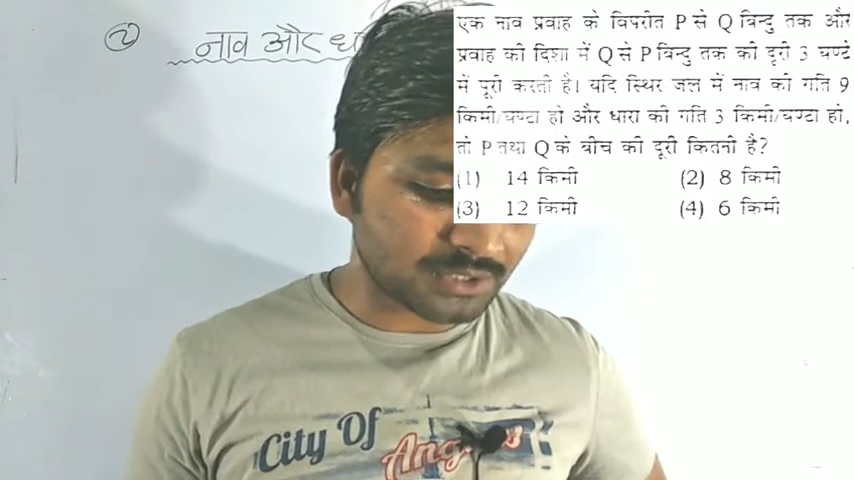 २
नाव और
एक नाव प्रवाह के विपरीत P से Q विन्दु तक और
प्रवाह की दिशा में Q से P विन्दु तक की दूरी 3 घण्टे
में पूरी करती है। यदि स्थिर जल में नाव की गति 9
किमी/घण्टा हो और धारा की गति 3 किमी/घण्टा हो,
तो P तथा Q के बीच की दूरी कितनी है?
(1) 14 किमी (2) 8 किमी
(3) 12 किमी (4) 6 किमी
City Of